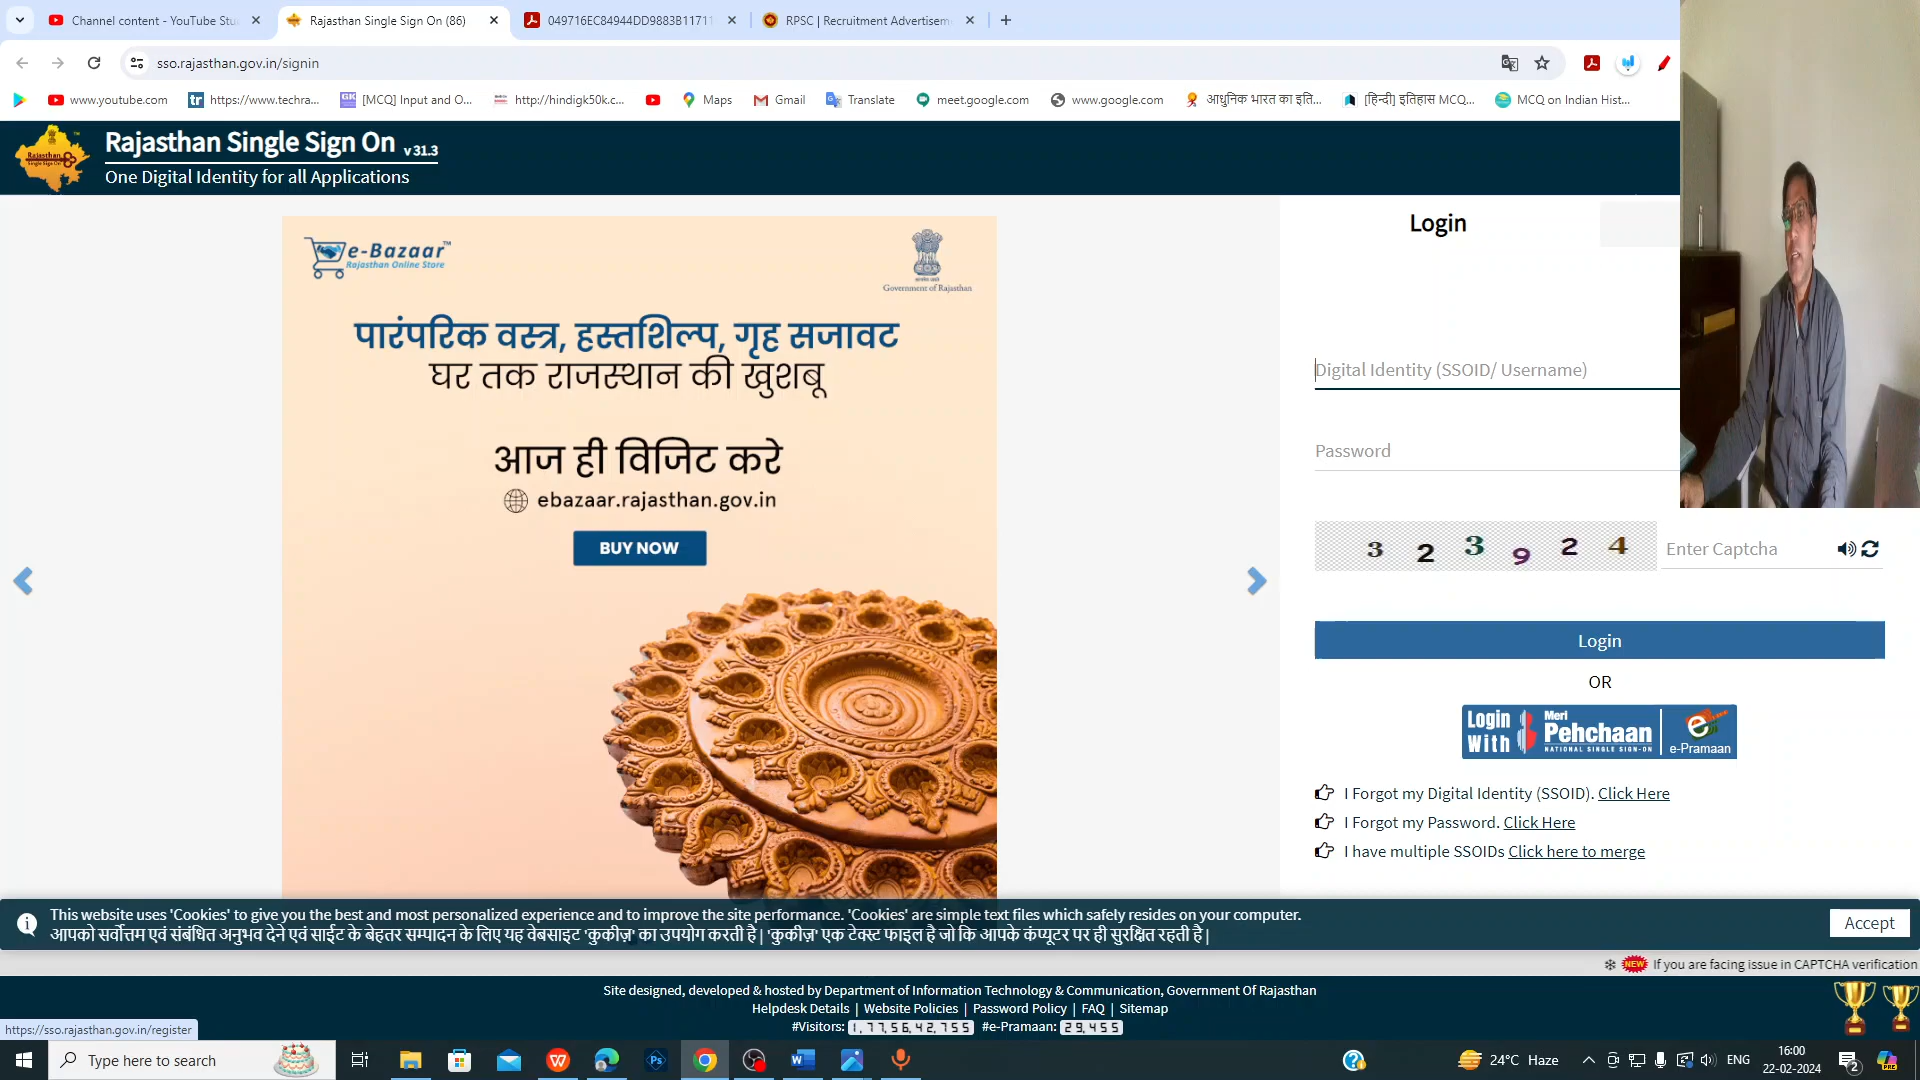 Channel content - YouTube Stu
Rajasthan Single Sign On (86)
049716EC84944DD9883B11711
RPSC | Recruitment Advertisem
sso.rajasthan.gov.in/signin
www.youtube.com
https://www.techra...
[MCQ] Input and O...
http://hindigk50k.c...
Maps
Gmail
Translate
meet.google.com
www.google.com
आधुनिक भारत का इति...
[हिन्दी] इतिहास MCQ...
MCQ on Indian Hist...
Rajasthan Single Sign On v 31.3
One Digital Identity for all Applications
e-Bazaar™
Rajasthan Online Store
Government of Rajasthan
पारंपरिक वस्त्र, हस्तशिल्प, गृह सजावट
घर तक राजस्थान की खुशबू
आज ही विजिट करे
ebazaar.rajasthan.gov.in
BUY NOW
Login
Digital Identity (SSOID/ Username)
Password
3 2 3 9 2 4
Enter Captcha
Login
OR
Login With Meri Pehchaan
NATIONAL SINGLE SIGN-ON
e-Pramaan
I Forgot my Digital Identity (SSOID). Click Here
I Forgot my Password. Click Here
I have multiple SSOIDs Click here to merge
This website uses 'Cookies' to give you the best and most personalized experience and to improve the site performance. 'Cookies' are simple text files which safely resides on your computer.
आपको सर्वोत्तम एवं संबंधित अनुभव देने एवं साईट के बेहतर सम्पादन के लिए यह वेबसाइट 'कुकीज़' का उपयोग करती है | 'कुकीज़' एक टेक्स्ट फाइल है जो कि आपके कंप्यूटर पर ही सुरक्षित रहती है |
Accept
NEW If you are facing issue in CAPTCHA verification
Site designed, developed & hosted by Department of Information Technology & Communication, Government Of Rajasthan
Helpdesk Details | Website Policies | Password Policy | FAQ | Sitemap
#Visitors: 1,77,56,42,755 #e-Pramaan: 29,455
https://sso.rajasthan.gov.in/register
Type here to search
24°C Haze
ENG
16:00
22-02-2024
2